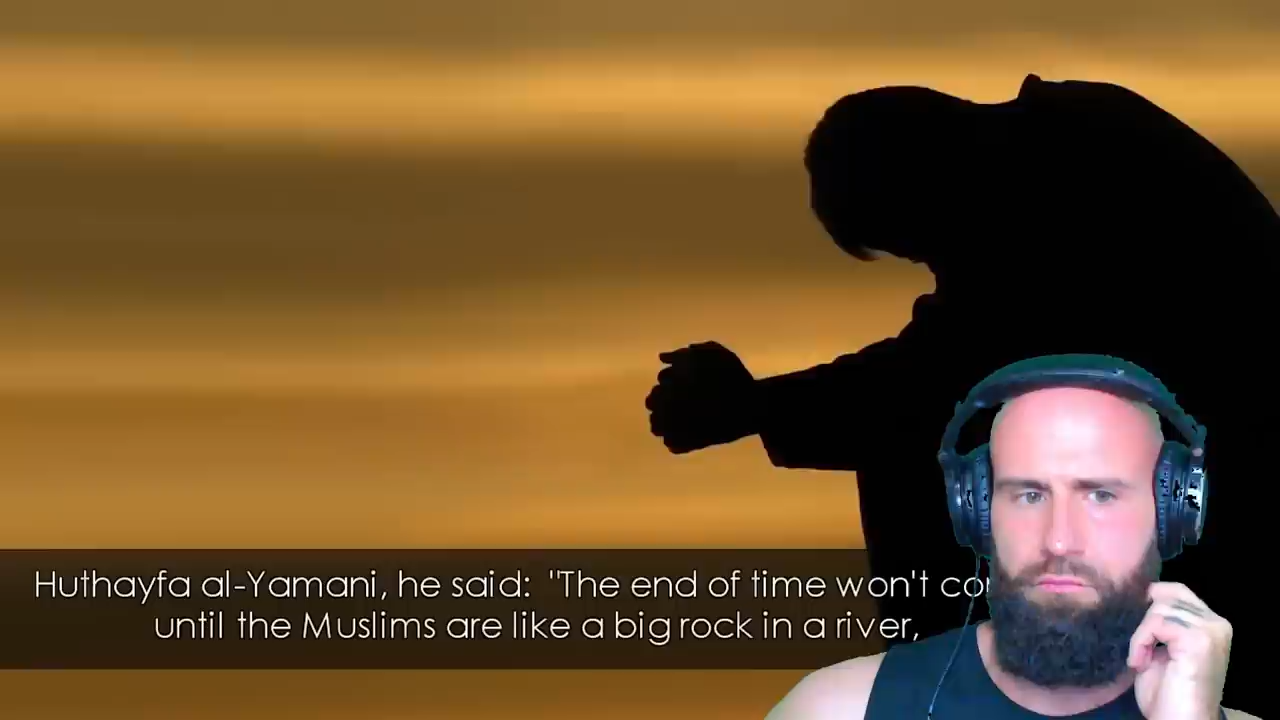 Huthayfa al-Yamani, he said: "The end of time won't
until the Muslims are like a big rock in a river,